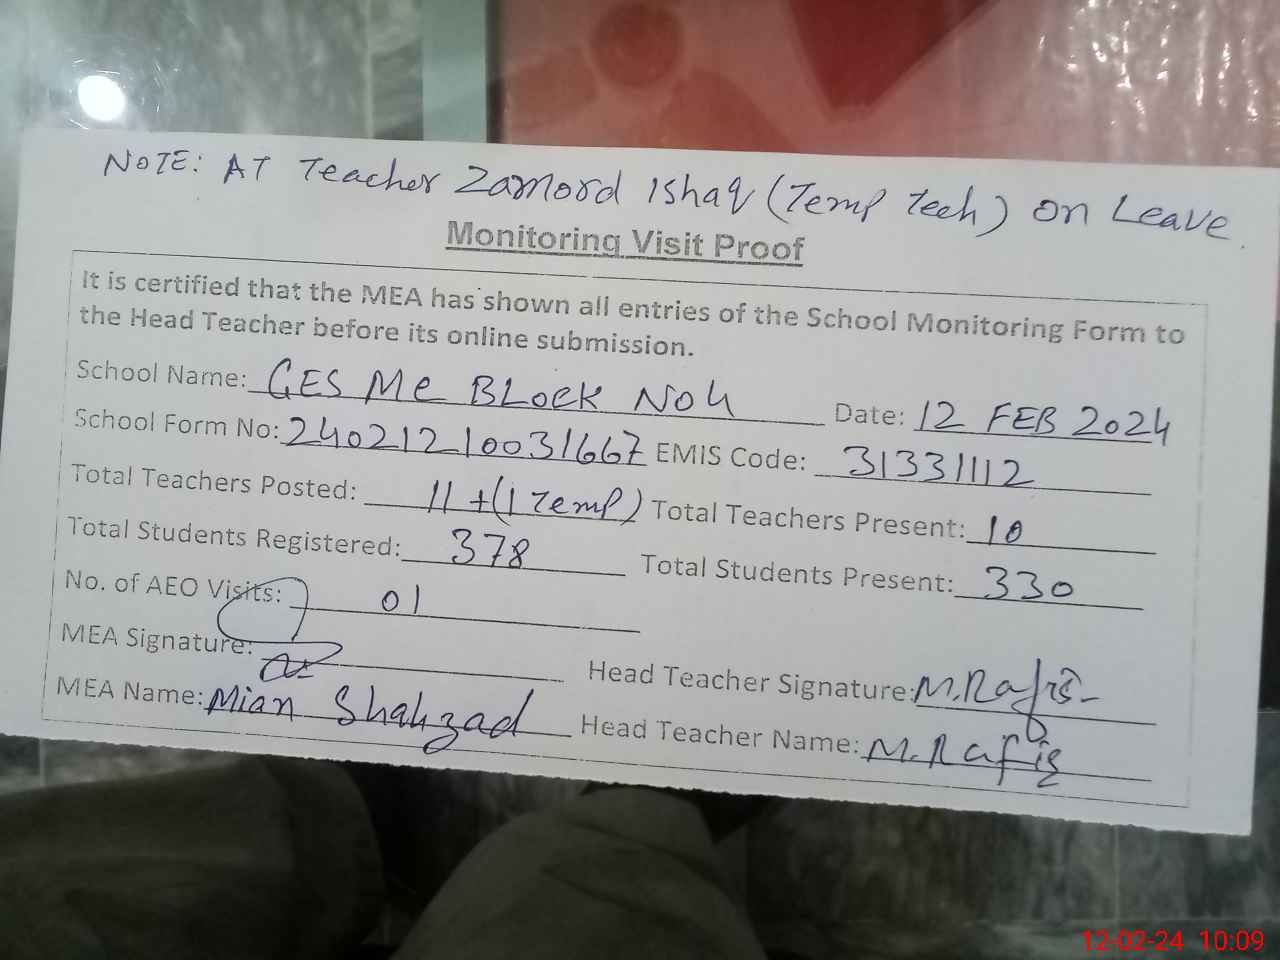 NOTE: AT Teacher Zamord Ishaq (Temp tech) on Leave.
Monitoring Visit Proof
It is certified that the MEA has shown all entries of the School Monitoring Form to
the Head Teacher before its online submission.
School Name: GES MC BLOCK NO 4 Date: 12 FEB 2024
School Form No: 24021210031667 EMIS Code: 31331112
Total Teachers Posted: 11 + (1 Temp) Total Teachers Present: 10
Total Students Registered: 378 Total Students Present: 330
No. of AEO Visits: 01
MEA Signature: Head Teacher Signature: M.Rafiq
MEA Name: Mian Shahzad Head Teacher Name: M.Rafiq
12-02-24 10:09